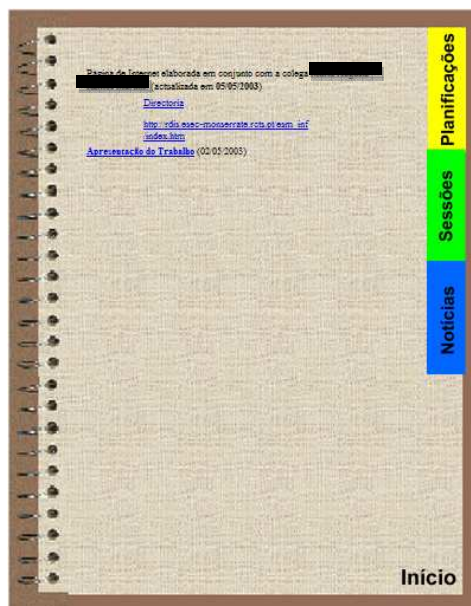 Página de Internet elaborada em conjunto com a colega
(actualizada em 05/05/2003)
Directoria
http://rdis.esec-monserrate.rcts.pt/esm_inf
/index.htm
Apresentação do Trabalho (02/05/2003)
Planificações
Sessões
Notícias
Início